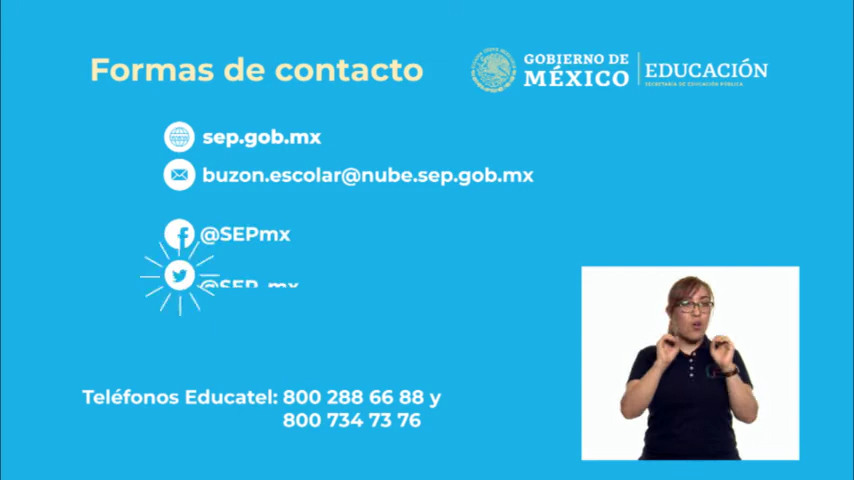 Formas de contacto
GOBIERNO DE
MÉXICO
EDUCACIÓN
SECRETARÍA DE EDUCACIÓN PÚBLICA
sep.gob.mx
buzon.escolar@nube.sep.gob.mx
@SEPmx
@SEP_mx
Teléfonos Educatel: 800 288 66 88 y
800 734 73 76